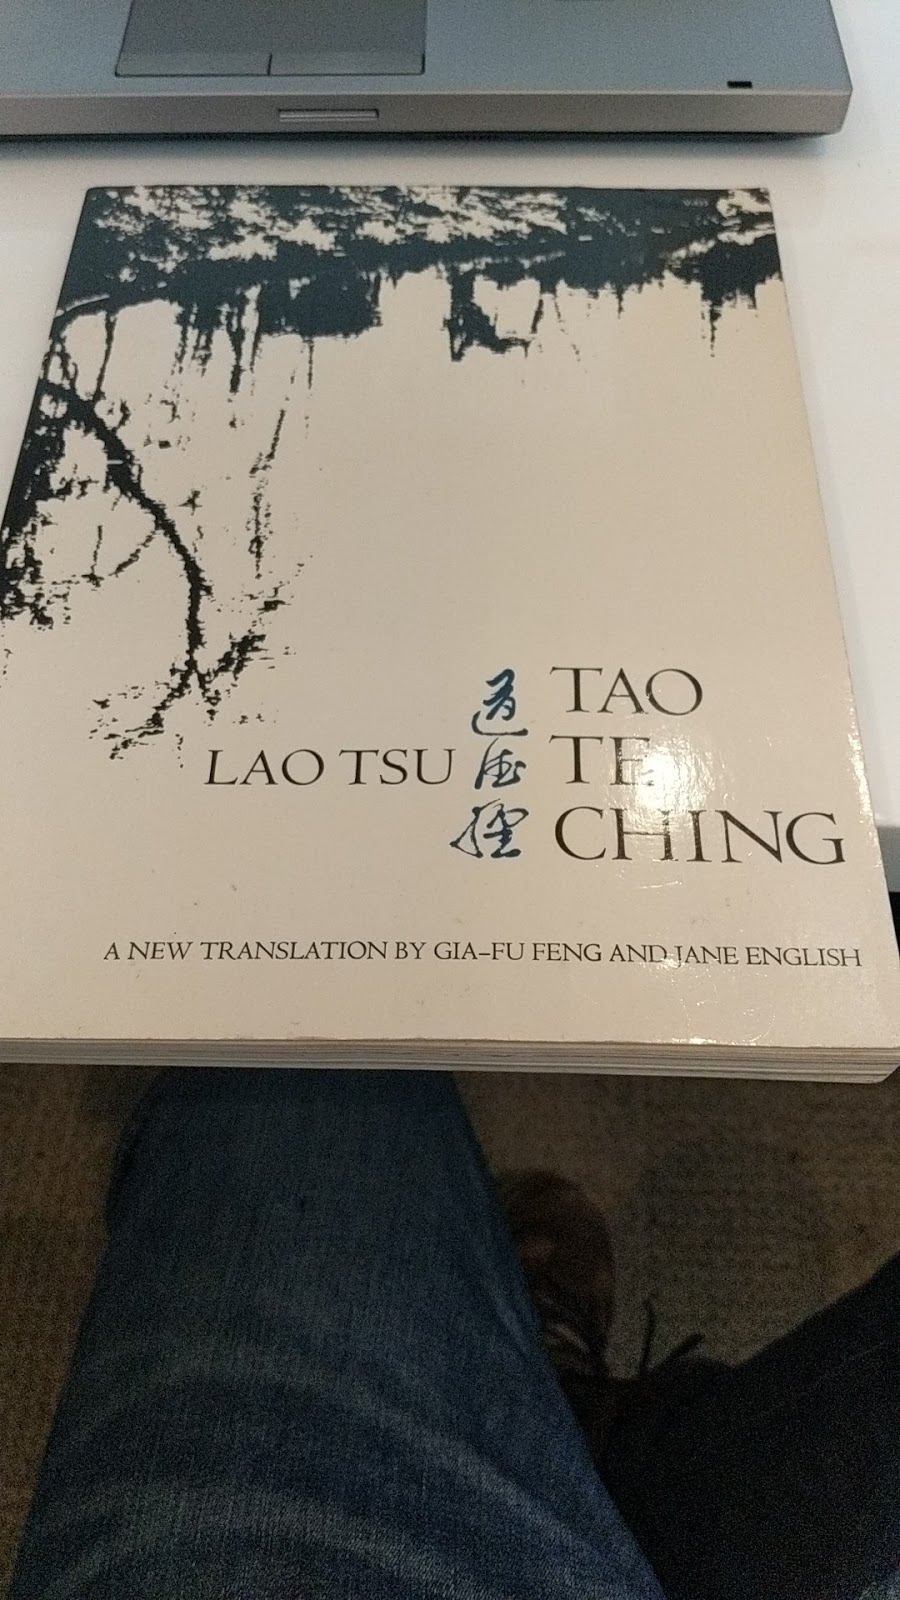 LAO TSU
道
德
經
TAO
TE
CHING
A NEW TRANSLATION BY GIA–FU FENG AND JANE ENGLISH